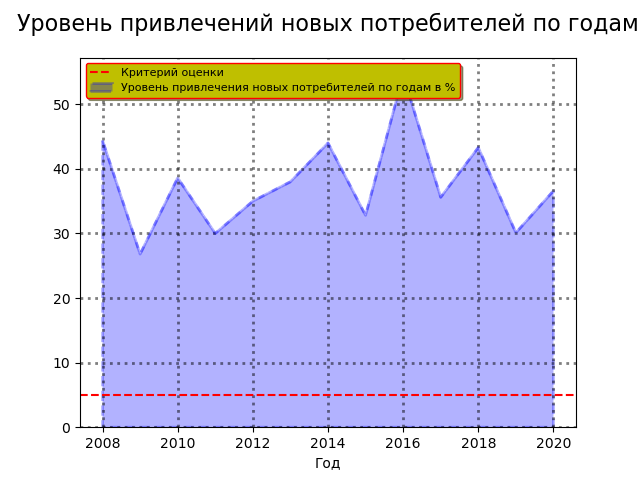 Уровень привлечений новых потребителей по годам
Критерий оценки
Уровень привлечения новых потребителей по годам в %
50
40
30
20
10
0
2008 2010 2012 2014 2016 2018 2020
Год